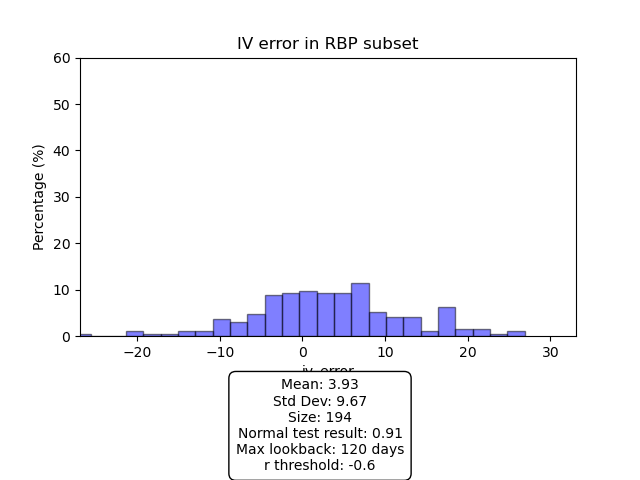 IV error in RBP subset
Percentage (%)
60
50
40
30
20
10
0
−20
−10
0
10
20
30
iv_error
Mean: 3.93
Std Dev: 9.67
Size: 194
Normal test result: 0.91
Max lookback: 120 days
r threshold: -0.6